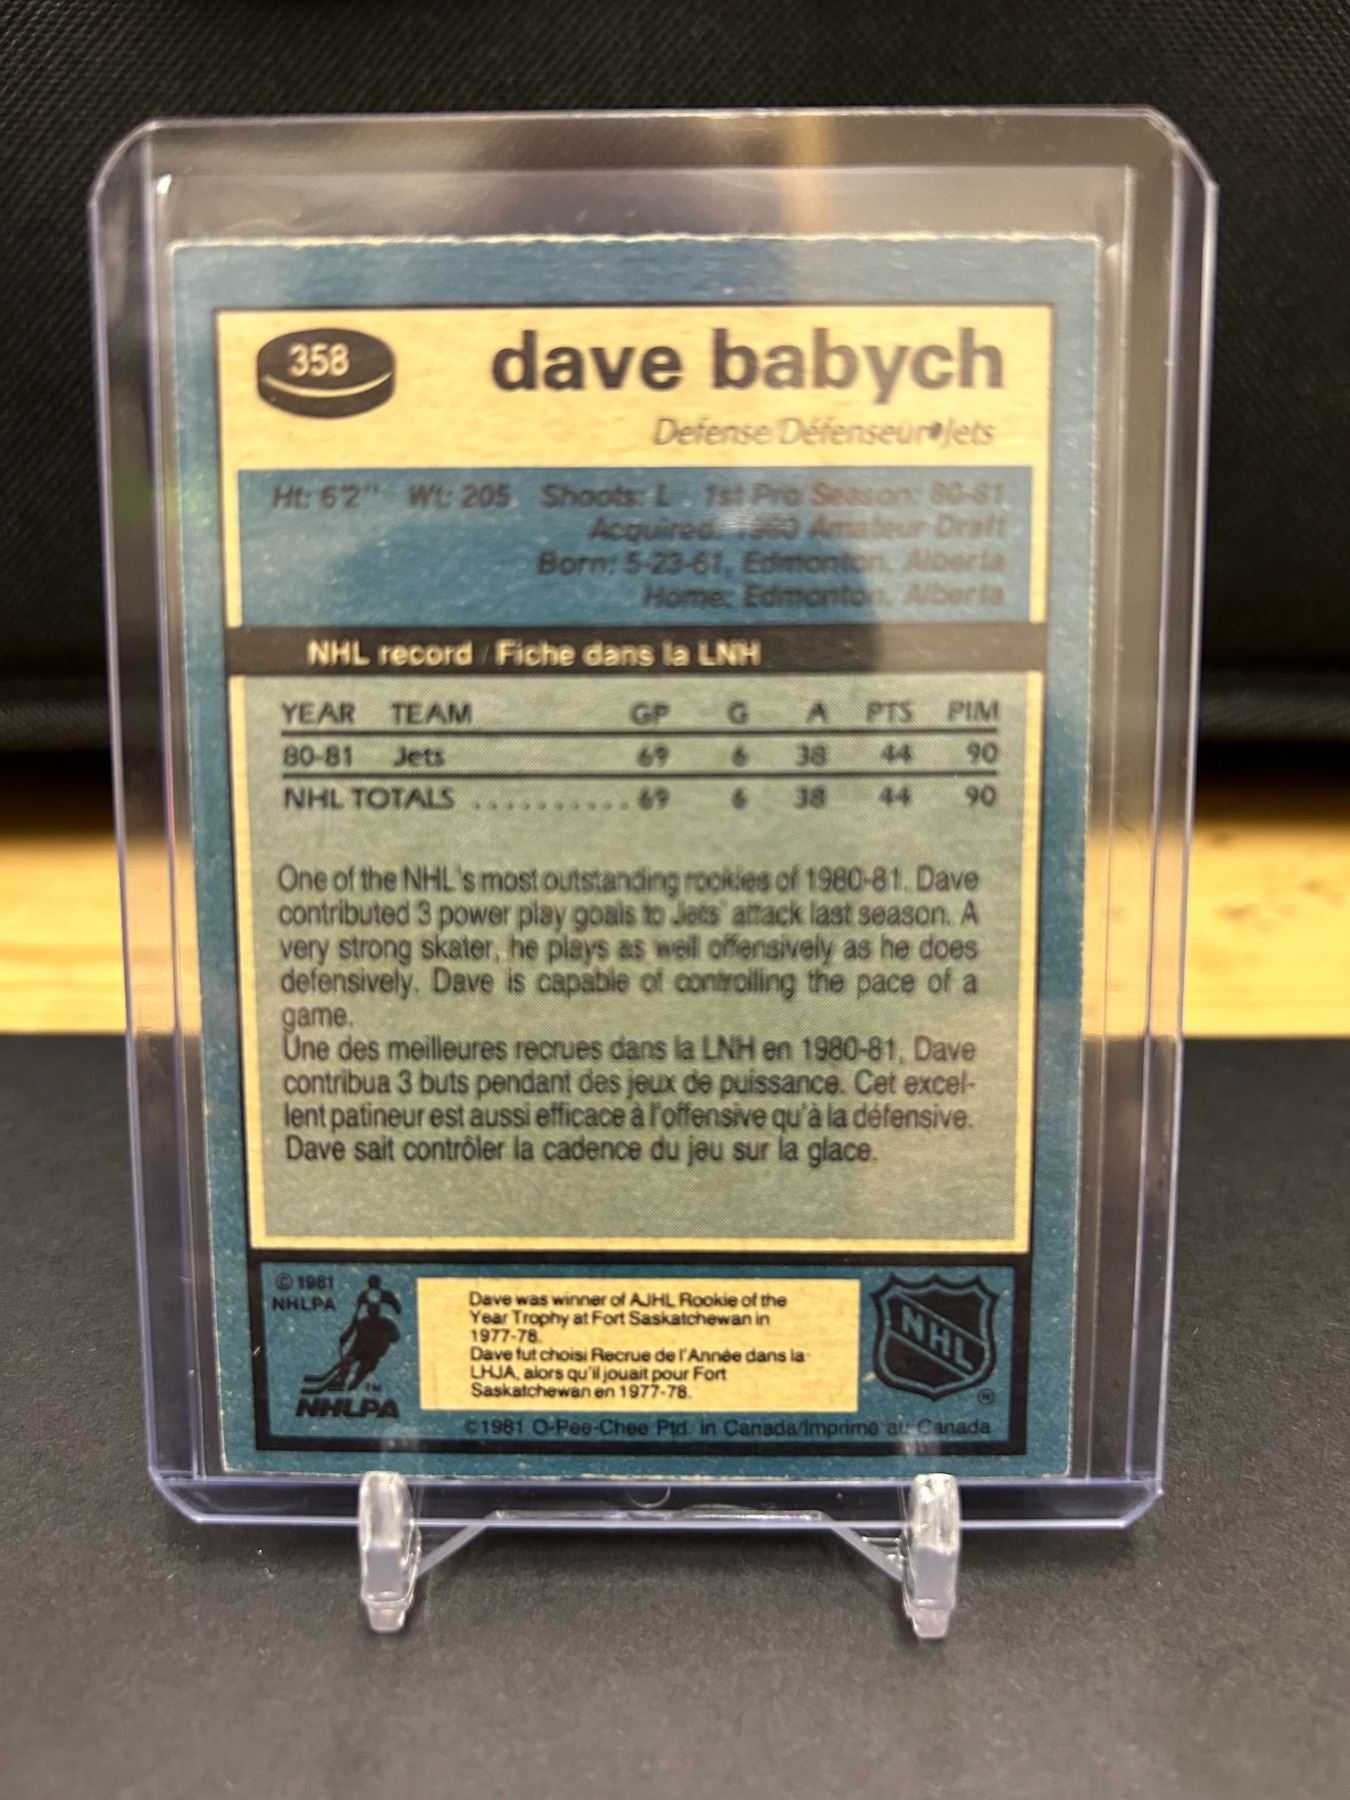 358
dave babych
Defense/Défenseur•Jets
Ht: 6'2" Wt: 205 Shoots: L 1st Pro Season: 80-81
Acquired: 1980 Amateur Draft
Born: 5-23-61, Edmonton, Alberta
Home: Edmonton, Alberta
NHL record / Fiche dans la LNH
YEAR TEAM GP G A PTS PIM
80-81 Jets 69 6 38 44 90
NHL TOTALS .......... 69 6 38 44 90
One of the NHL's most outstanding rookies of 1980-81, Dave
contributed 3 power play goals to Jets' attack last season. A
very strong skater, he plays as well offensively as he does
defensively. Dave is capable of controlling the pace of a
game.
Une des meilleures recrues dans la LNH en 1980-81, Dave
contribua 3 buts pendant des jeux de puissance. Cet excel-
lent patineur est aussi efficace à l'offensive qu'à la défensive.
Dave sait contrôler la cadence du jeu sur la glace.
© 1981
NHLPA
TM
NHLPA
Dave was winner of AJHL Rookie of the
Year Trophy at Fort Saskatchewan in
1977-78.
Dave fut choisi Recrue de l'Année dans la
LHJA, alors qu'il jouait pour Fort
Saskatchewan en 1977-78.
NHL
®
©1981 O-Pee-Chee Ptd. in Canada/Imprimé au Canada